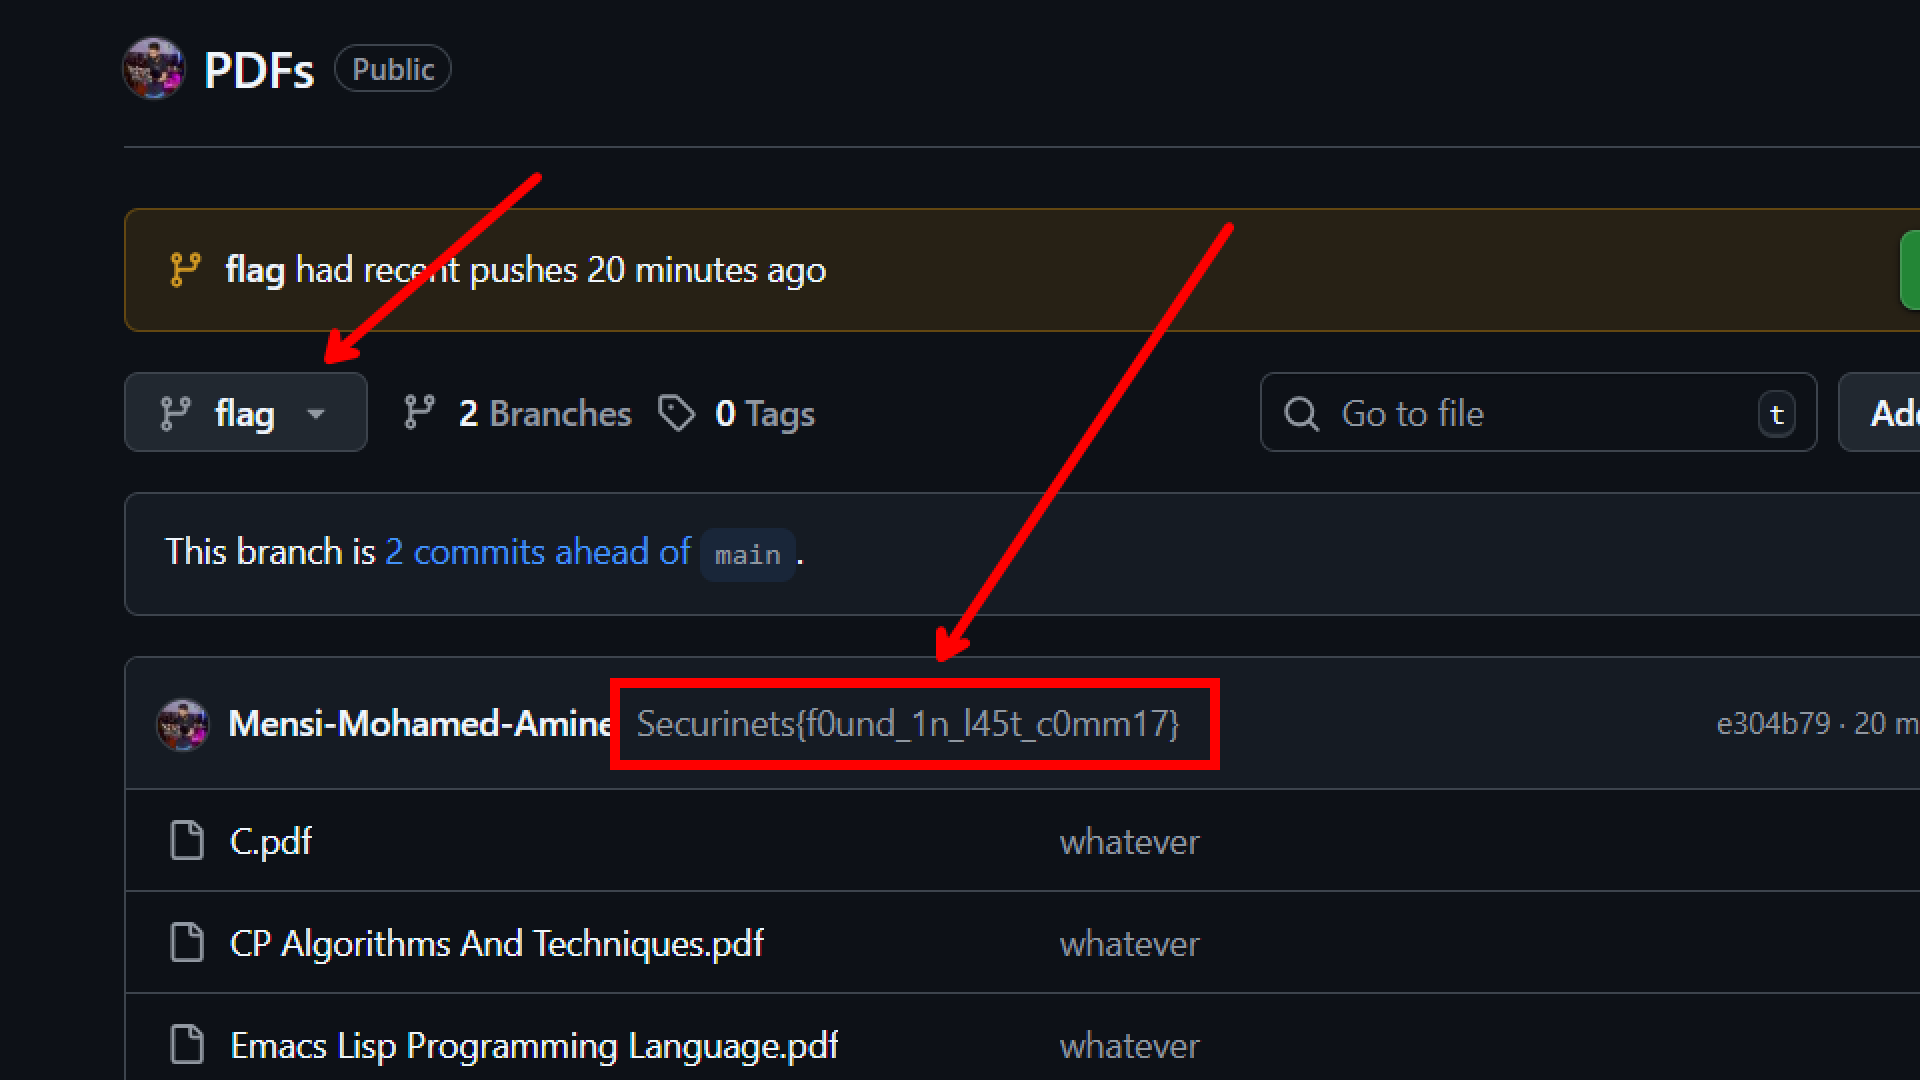 PDFs Public
flag had recent pushes 20 minutes ago
flag 2 Branches 0 Tags Go to file t
This branch is 2 commits ahead of main .
Mensi-Mohamed-Amine Securinets{f0und_1n_l45t_c0mm17} e304b79 · 20 m
C.pdf whatever
CP Algorithms And Techniques.pdf whatever
Emacs Lisp Programming Language.pdf whatever